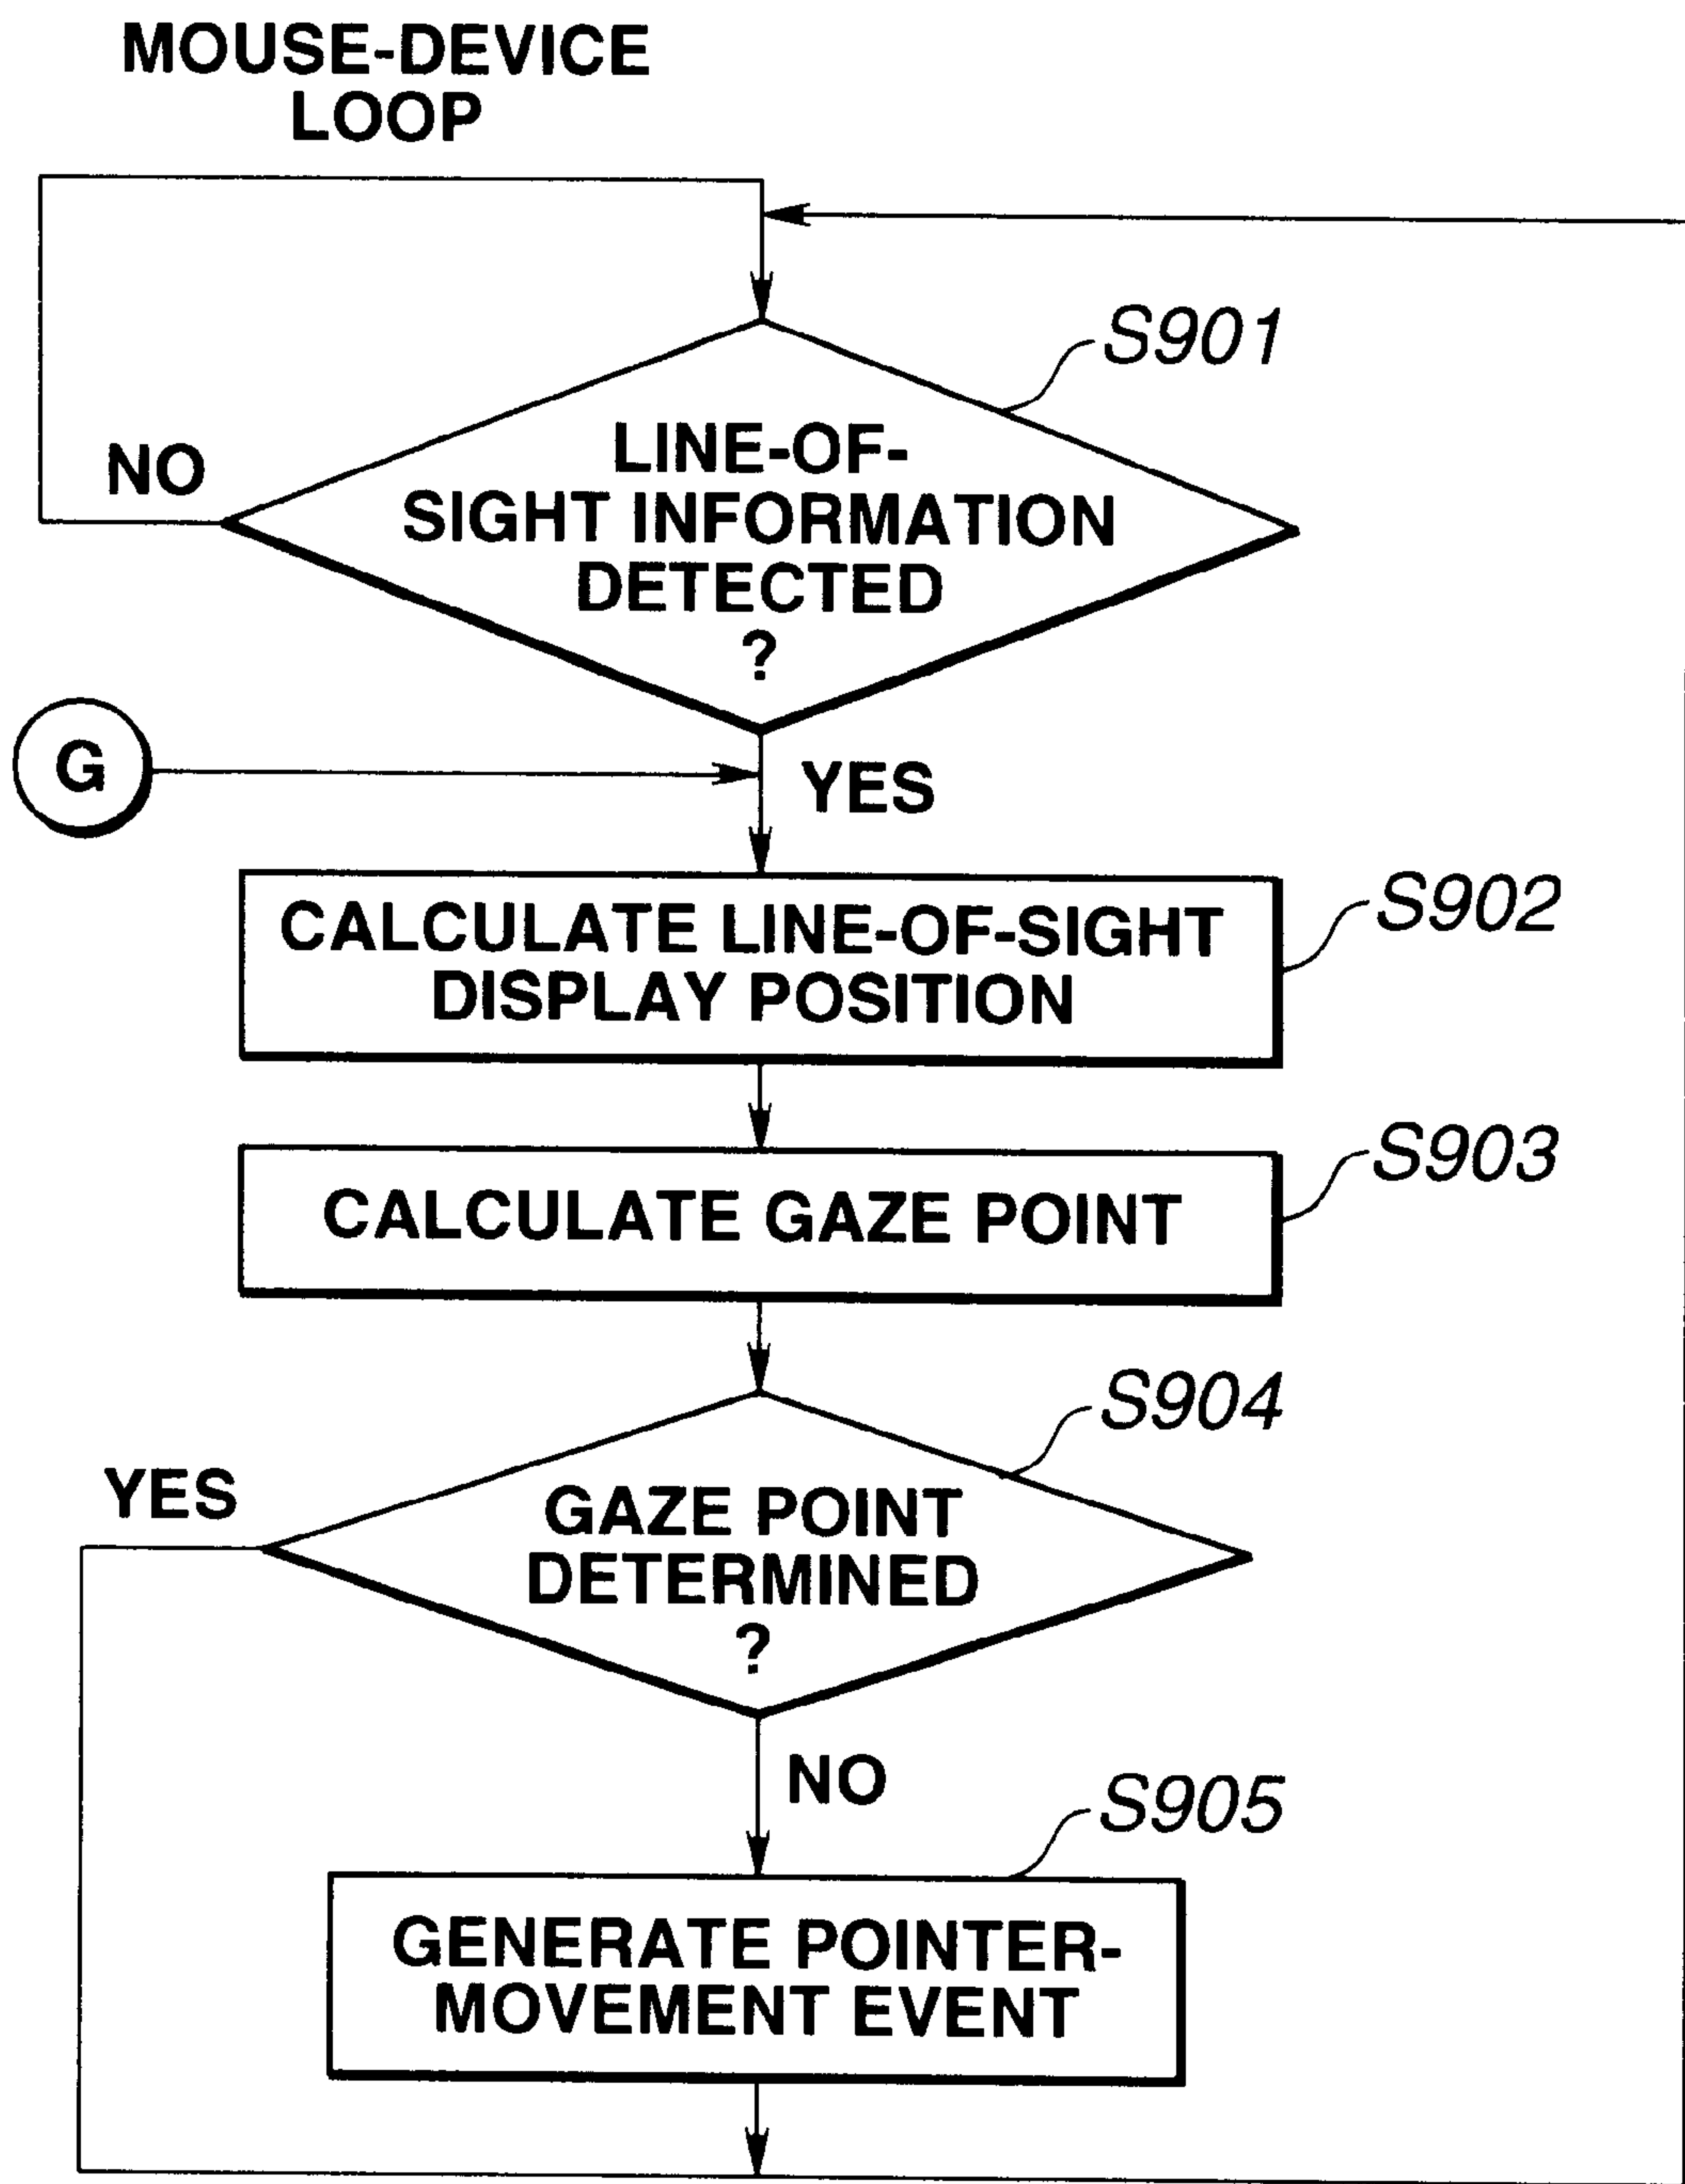 MOUSE-DEVICE
LOOP
S901
LINE-OF-
SIGHT INFORMATION
DETECTED
?
NO
G
YES
S902
CALCULATE LINE-OF-SIGHT
DISPLAY POSITION
S903
CALCULATE GAZE POINT
S904
YES
GAZE POINT
DETERMINED
?
NO
S905
GENERATE POINTER-
MOVEMENT EVENT